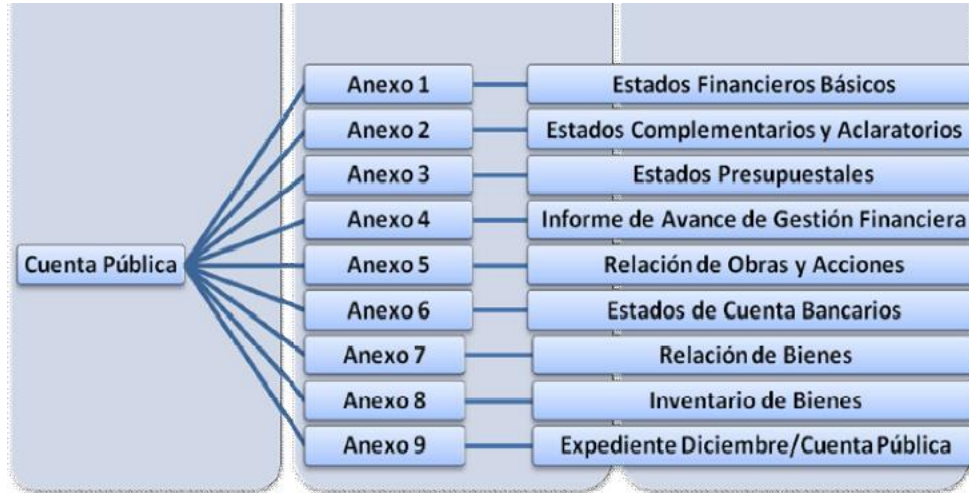 Anexo 1 Estados Financieros Básicos
Anexo 2 Estados Complementarios y Aclaratorios
Anexo 3 Estados Presupuestales
Anexo 4 Informe de Avance de Gestión Financiera
Cuenta Pública Anexo 5 Relación de Obras y Acciones
Anexo 6 Estados de Cuenta Bancarios
Anexo 7 Relación de Bienes
Anexo 8 Inventario de Bienes
Anexo 9 Expediente Diciembre/Cuenta Pública